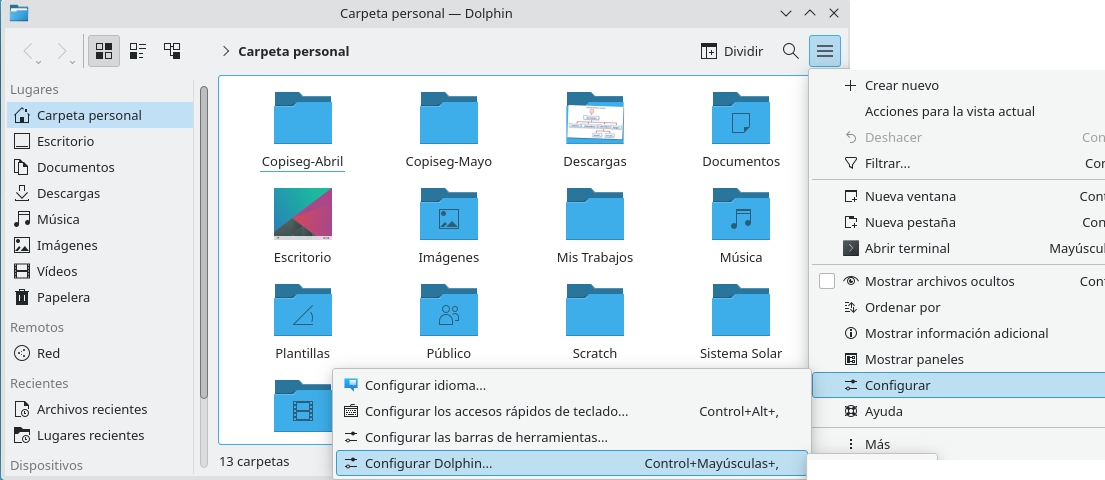 Carpeta personal — Dolphin
Carpeta personal
Dividir
Lugares
Carpeta personal
Escritorio
Documentos
Descargas
Música
Imágenes
Vídeos
Papelera
Remotos
Red
Recientes
Archivos recientes
Lugares recientes
Dispositivos
Copiseg-Abril
Copiseg-Mayo
Descargas
Documentos
Escritorio
Imágenes
Mis Trabajos
Música
Plantillas
Público
Scratch
Sistema Solar
13 carpetas
Configurar idioma...
Configurar los accesos rápidos de teclado... Control+Alt+,
Configurar las barras de herramientas...
Configurar Dolphin... Control+Mayúsculas+,
Crear nuevo
Acciones para la vista actual
Deshacer Con
Filtrar... Cor
Nueva ventana Cont
Nueva pestaña Con
Abrir terminal Mayúscul
Mostrar archivos ocultos Cont
Ordenar por
Mostrar información adicional
Mostrar paneles
Configurar
Ayuda
Más